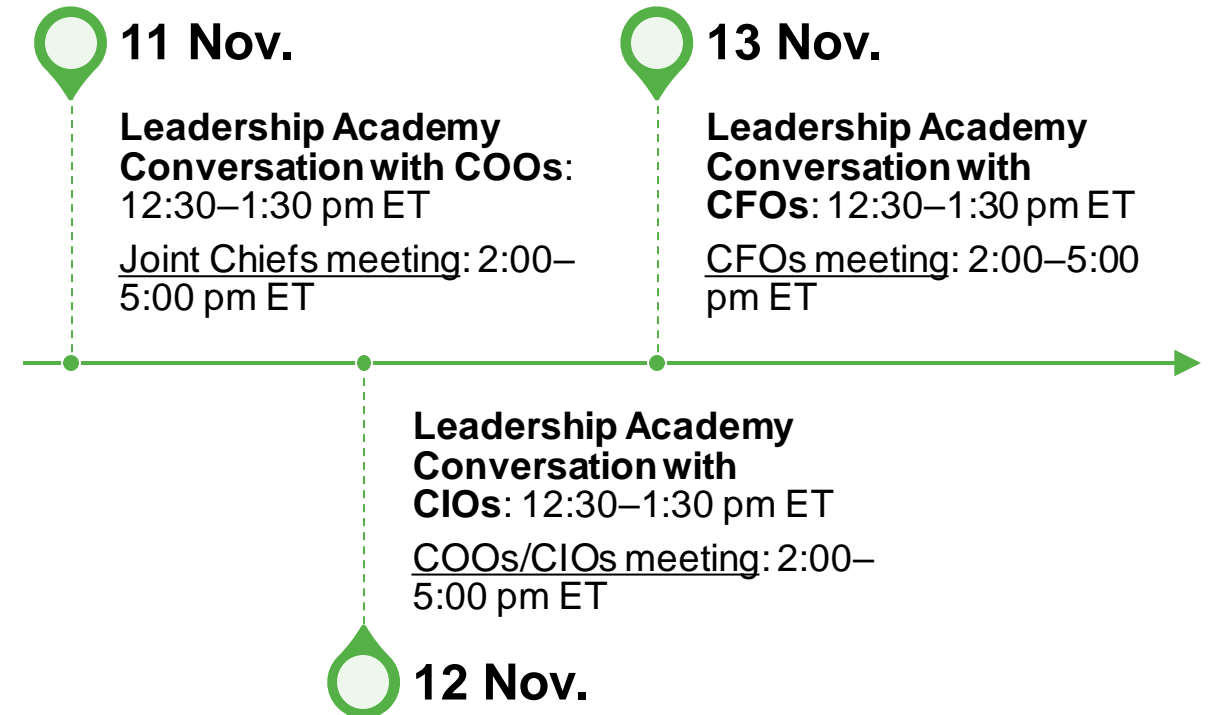 11 Nov.
Leadership Academy
Conversation with COOs:
12:30–1:30 pm ET
Joint Chiefs meeting: 2:00–
5:00 pm ET
13 Nov.
Leadership Academy
Conversation with
CFOs: 12:30–1:30 pm ET
CFOs meeting: 2:00–5:00
pm ET
Leadership Academy
Conversation with
CIOs: 12:30–1:30 pm ET
COOs/CIOs meeting: 2:00–
5:00 pm ET
12 Nov.